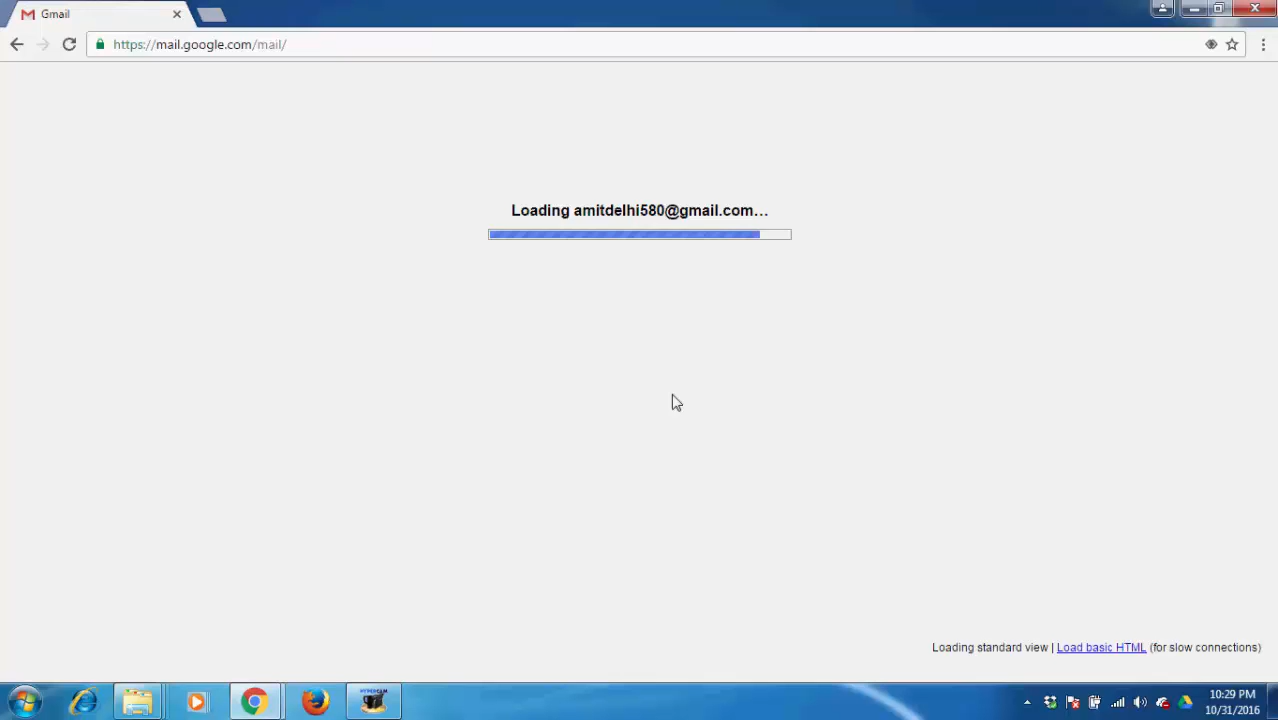 Gmail
https://mail.google.com/mail/
Loading amitdelhi580@gmail.com...
Loading standard view | Load basic HTML (for slow connections)
HYPERCAM
10:29 PM
10/31/2016